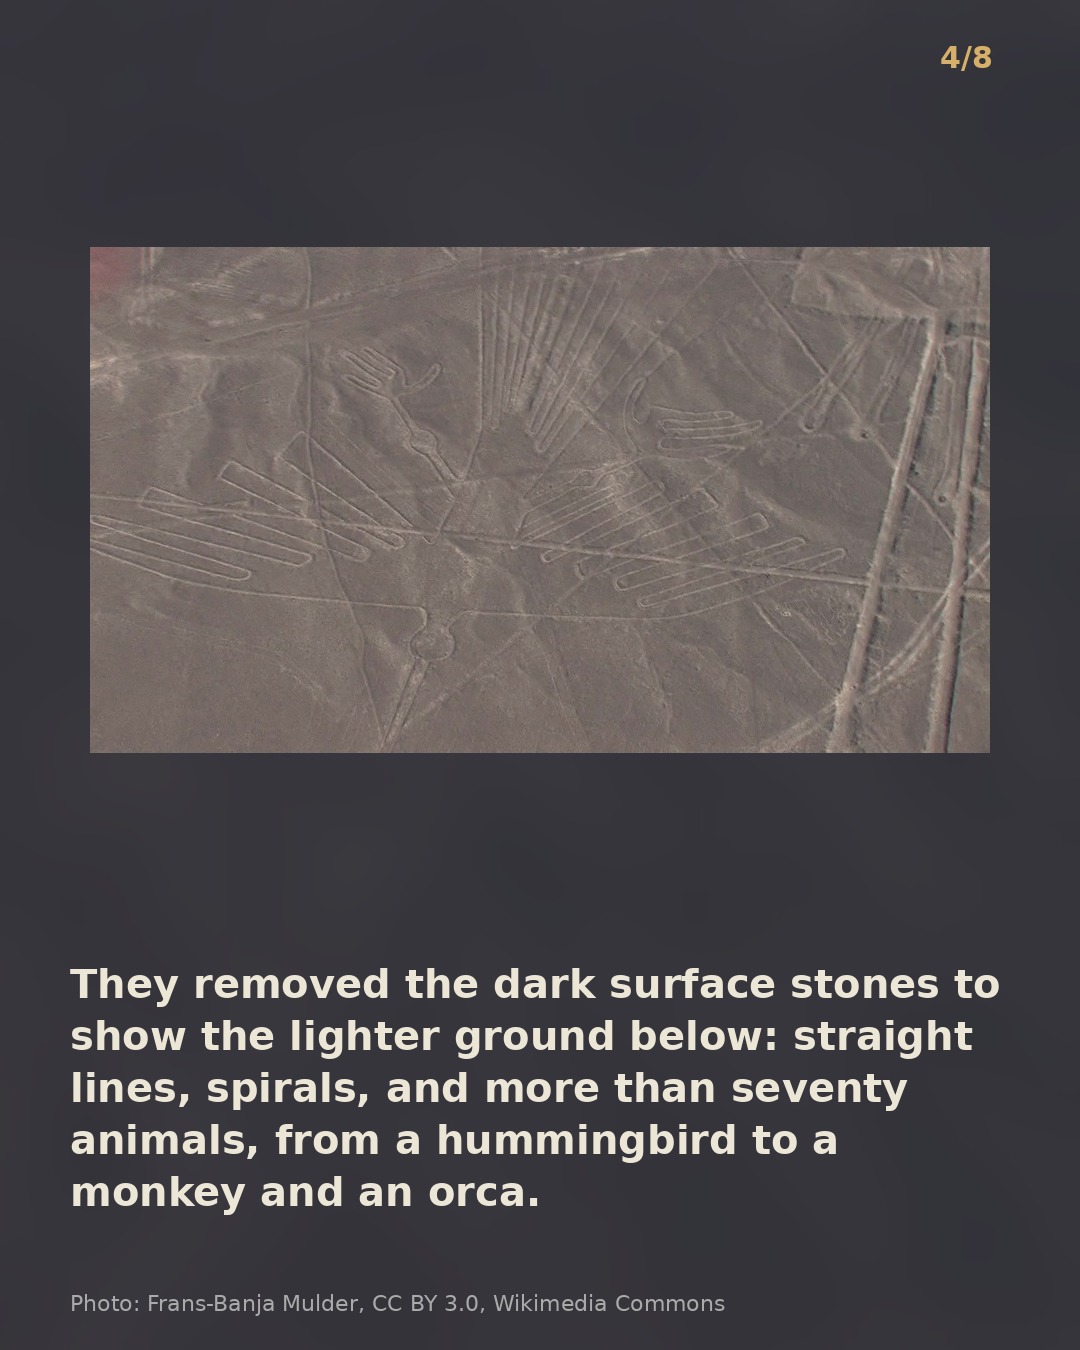 4/8
They removed the dark surface stones to
show the lighter ground below: straight
lines, spirals, and more than seventy
animals, from a hummingbird to a
monkey and an orca.
Photo: Frans-Banja Mulder, CC BY 3.0, Wikimedia Commons